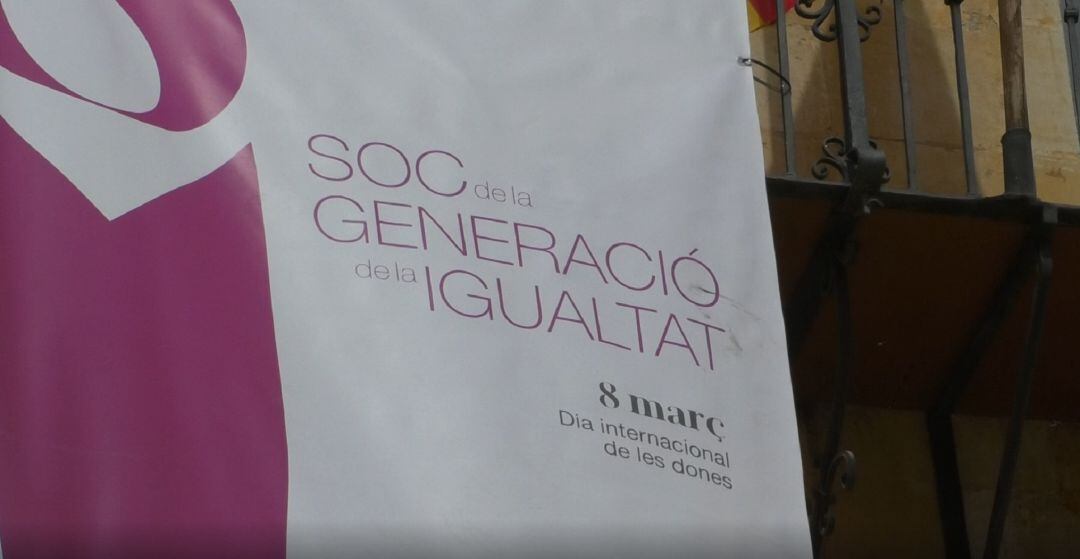 SOC de la
GENERACIÓ
de la IGUALTAT
8 març
Dia internacional
de les dones